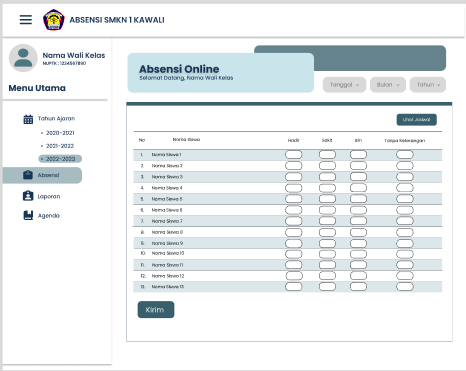 ABSENSI SMKN 1 KAWALI
Nama Wali Kelas
NUPTK : 1234567890
Menu Utama
Tahun Ajaran
• 2020-2021
• 2021-2022
• 2022-2023
Absensi
Laporan
Agenda
Absensi Online
Selamat Datang, Nama Wali Kelas
Tanggal
Bulan
Tahun
Lihat Jadwal
No Nama Siswa Hadir Sakit Izin Tanpa Keterangan
1. Nama Siswa 1
2. Nama Siswa 2
3. Nama Siswa 3
4. Nama Siswa 4
5. Nama Siswa 5
6. Nama Siswa 6
7. Nama Siswa 7
8. Nama Siswa 8
9. Nama Siswa 9
10. Nama Siswa 10
11. Nama Siswa 11
12. Nama Siswa 12
13. Nama Siswa 13
Kirim